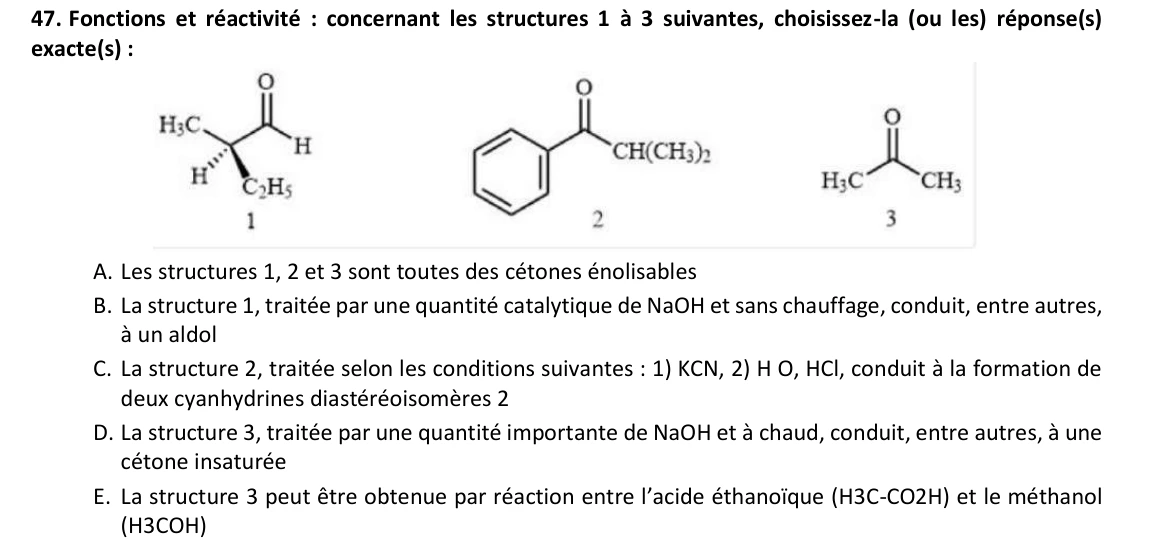 47. Fonctions et réactivité : concernant les structures 1 à 3 suivantes, choisissez-la (ou les) réponse(s)
exacte(s) :
O
H₃C
H
H
C₂H₅
1
O
CH(CH₃)₂
2
O
H₃C
CH₃
3
A. Les structures 1, 2 et 3 sont toutes des cétones énolisables
B. La structure 1, traitée par une quantité catalytique de NaOH et sans chauffage, conduit, entre autres,
à un aldol
C. La structure 2, traitée selon les conditions suivantes : 1) KCN, 2) H O, HCl, conduit à la formation de
deux cyanhydrines diastéréoisomères 2
D. La structure 3, traitée par une quantité importante de NaOH et à chaud, conduit, entre autres, à une
cétone insaturée
E. La structure 3 peut être obtenue par réaction entre l’acide éthanoïque (H3C-CO2H) et le méthanol
(H3COH)